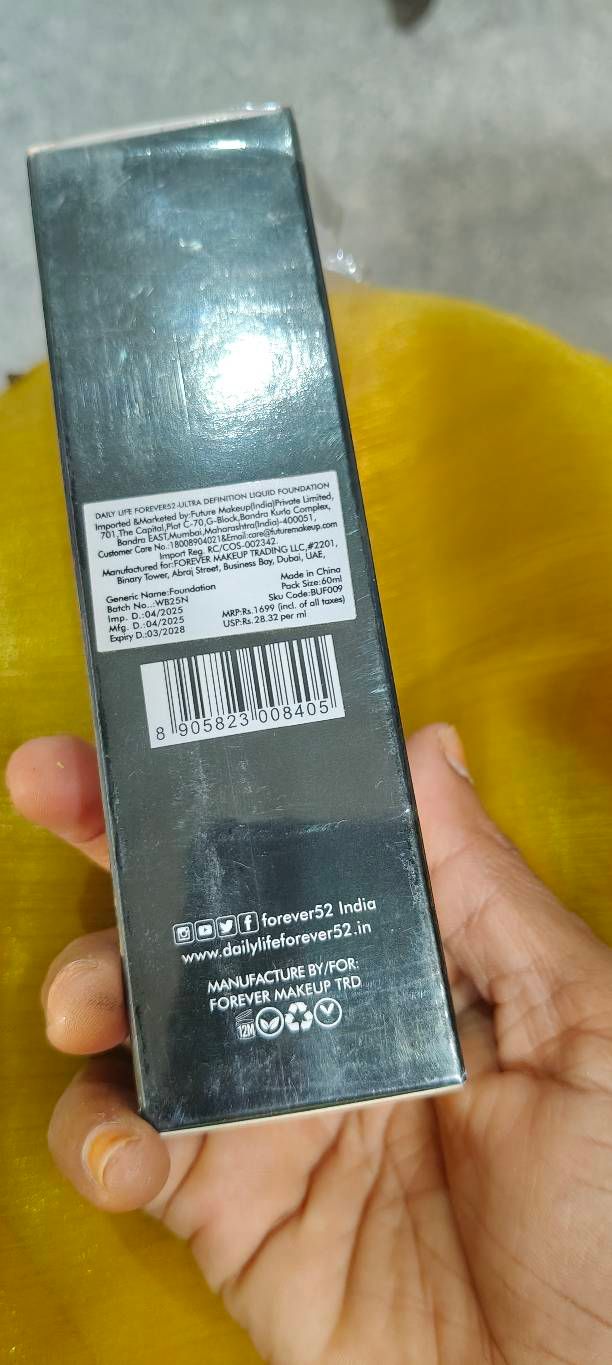 DAILY LIFE FOREVER52-ULTRA DEFINITION LIQUID FOUNDATION
Imported &Marketed by:Future Makeup(India)Private Limited,
701,The Capital,Plat C-70,G-Block,Bandra Kurla Complex,
Bandra EAST,Mumbai,Maharashtra(India)-400051,
Customer Care No.:18008904021&Email:care@futuremakeup.com
Import Reg. RC/COS-002342.
Manufactured for:FOREVER MAKEUP TRADING LLC,#2201,
Binary Tower, Abraj Street, Business Bay, Dubai, UAE,
Generic Name:Foundation Made in China
Batch No.,:WB25N Pack Size:60ml
Imp. D.:04/2025 Sku Code:BUF009
Mfg. D.:04/2025 MRP:Rs.1699 (incl. of all taxes)
Expiry D.:03/2028 USP:Rs.28.32 per ml
8 905823 008405
forever52 India
www.dailylifeforever52.in
MANUFACTURE BY/FOR:
FOREVER MAKEUP TRD
12M